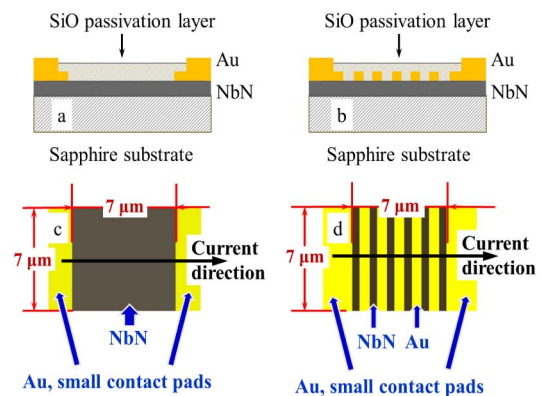 SiO passivation layer
SiO passivation layer
Au
NbN
a
Au
NbN
b
Sapphire substrate
Sapphire substrate
7 µm
c
7 µm
Current
direction
NbN
Au, small contact pads
7 µm
d
7 µm
Current
direction
NbN Au
Au, small contact pads